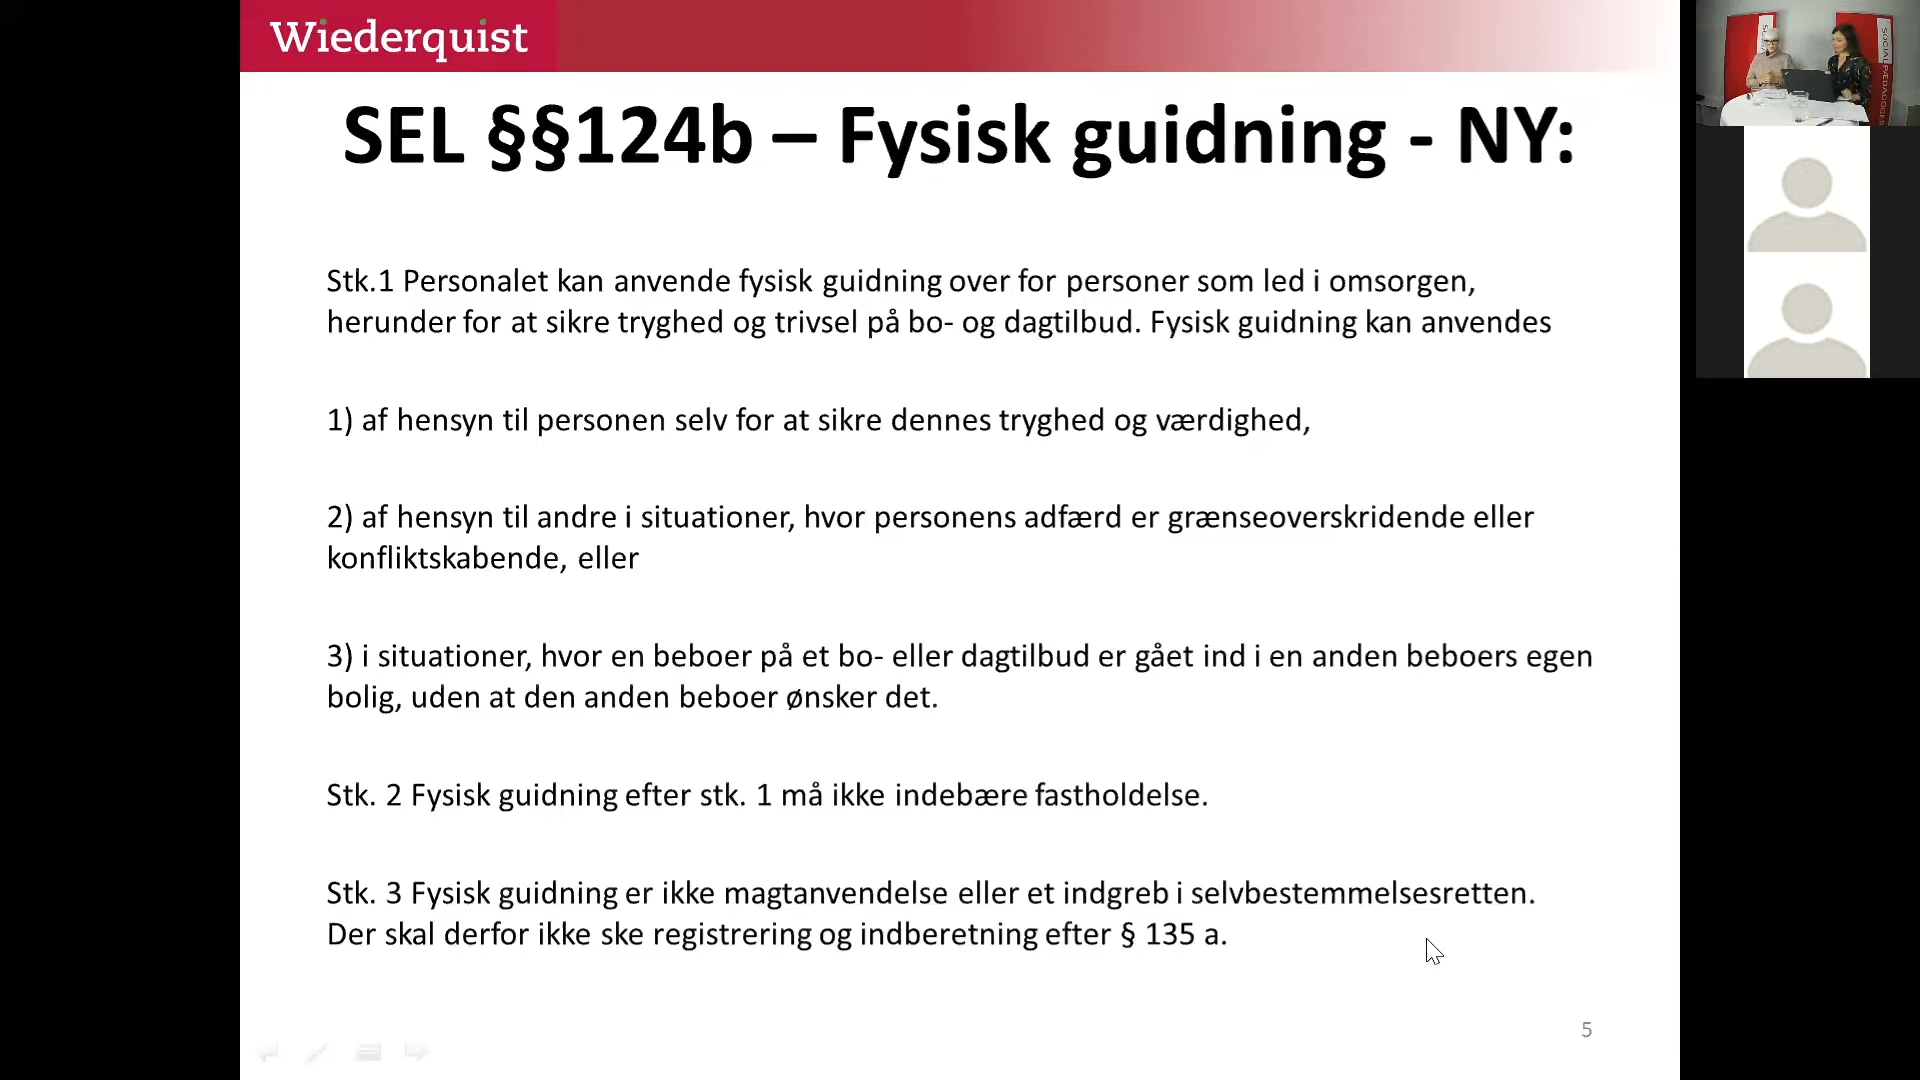 Wiederquist
SEL §§124b – Fysisk guidning - NY:
Stk.1 Personalet kan anvende fysisk guidning over for personer som led i omsorgen,
herunder for at sikre tryghed og trivsel på bo- og dagtilbud. Fysisk guidning kan anvendes
1) af hensyn til personen selv for at sikre dennes tryghed og værdighed,
2) af hensyn til andre i situationer, hvor personens adfærd er grænseoverskridende eller
konfliktskabende, eller
3) i situationer, hvor en beboer på et bo- eller dagtilbud er gået ind i en anden beboers egen
bolig, uden at den anden beboer ønsker det.
Stk. 2 Fysisk guidning efter stk. 1 må ikke indebære fastholdelse.
Stk. 3 Fysisk guidning er ikke magtanvendelse eller et indgreb i selvbestemmelsesretten.
Der skal derfor ikke ske registrering og indberetning efter § 135 a.
5